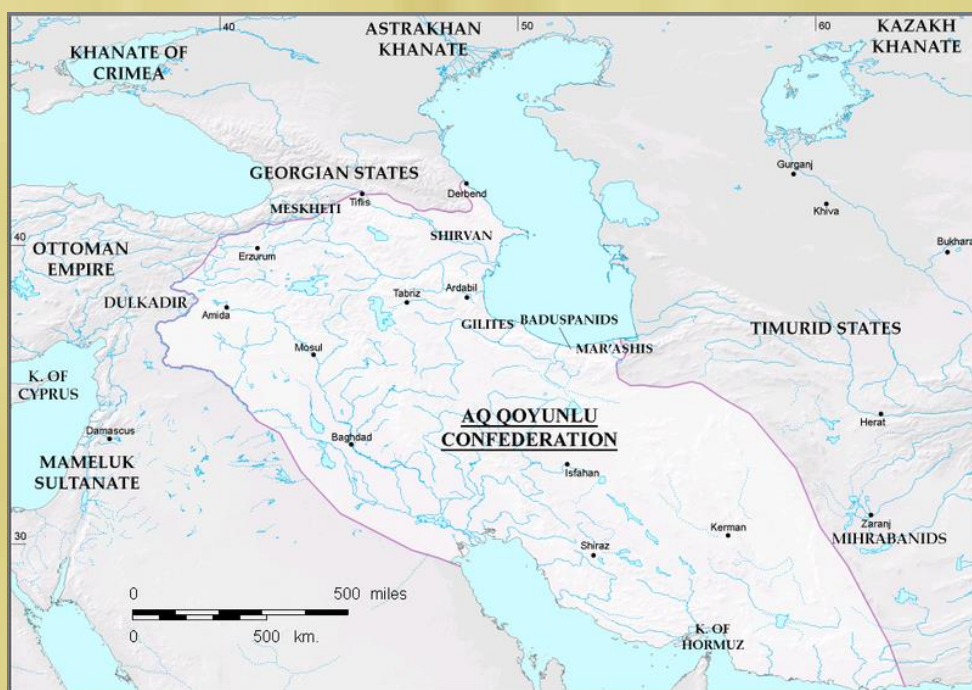 40
50
60
KHANATE OF
CRIMEA
ASTRAKHAN
KHANATE
KAZAKH
KHANATE
GEORGIAN STATES
MESKHETI
Tiflis
Derbend
Gurganj
Khiva
Bukhara
40
OTTOMAN
EMPIRE
Erzurum
SHIRVAN
DULKADIR
Amida
Tabriz
Ardabil
GILITES
BADUSPANIDS
MAR'ASHIS
TIMURID STATES
Mosul
K. OF
CYPRUS
Damascus
MAMELUK
SULTANATE
Baghdad
AQ QOYUNLU
CONFEDERATION
Isfahan
Herat
Zaranj
MIHRABANIDS
30
Shiraz
Kerman
K. OF
HORMUZ
0 500 miles
0. 500 km.